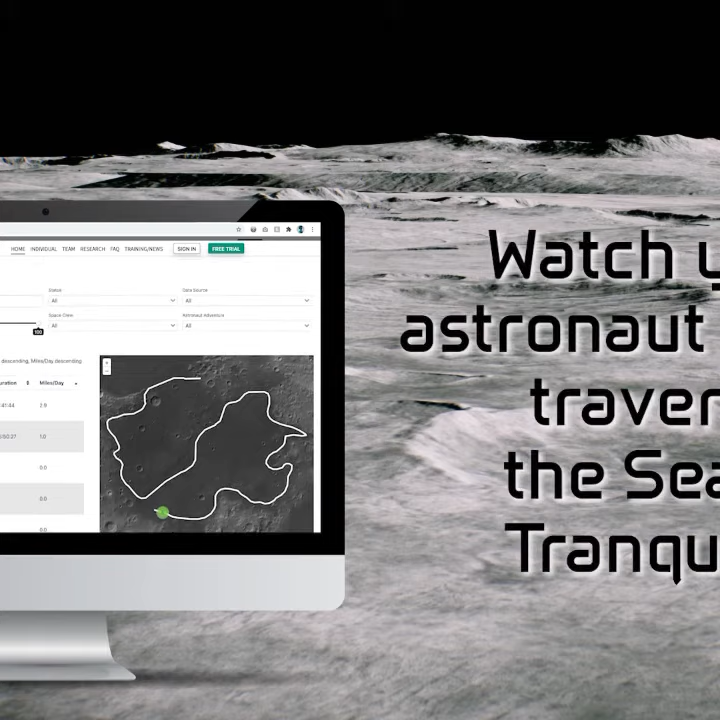 HOME INDIVIDUAL TEAM RESEARCH FAQ TRAINING/NEWS SIGN IN FREE TRIAL
Status Data Source
All All
Space Crew Astronaut Adventure
100 All All
descending, Miles/Day descending
uration Miles/Day
:41:44 2.9
:50:27 1.0
0.0
0.0
0.0
Watch y
astronaut
traver
the Sea
Tranqu